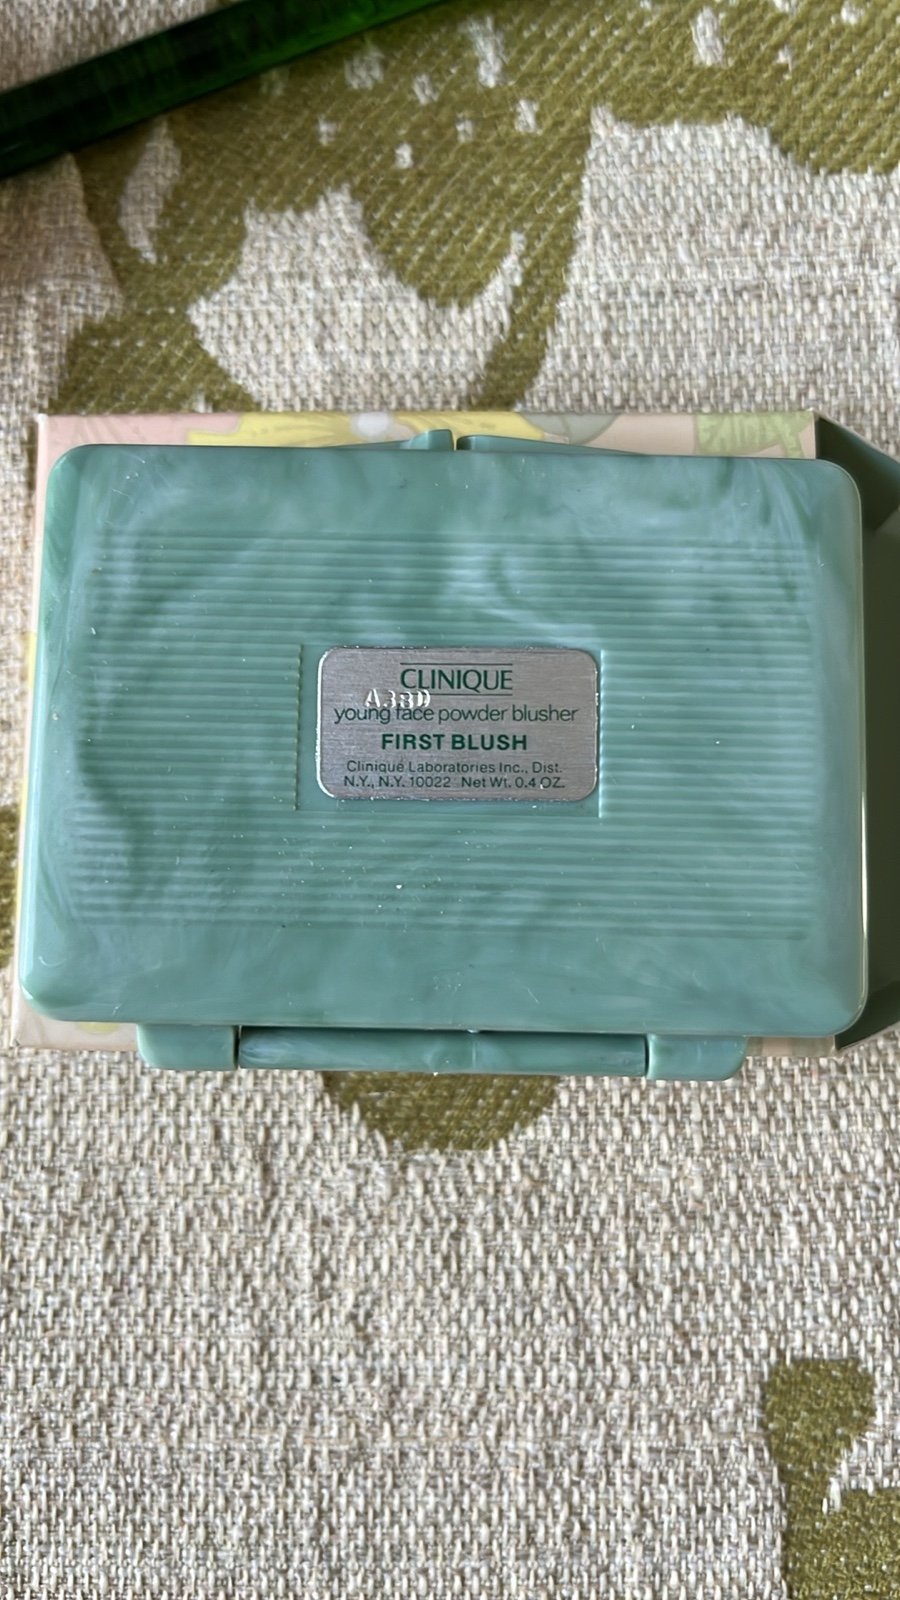 CLINIQUE
A38D
young face powder blusher
FIRST BLUSH
Clinique Laboratories Inc., Dist.
N.Y., N.Y. 10022 Net Wt. 0.4 OZ.